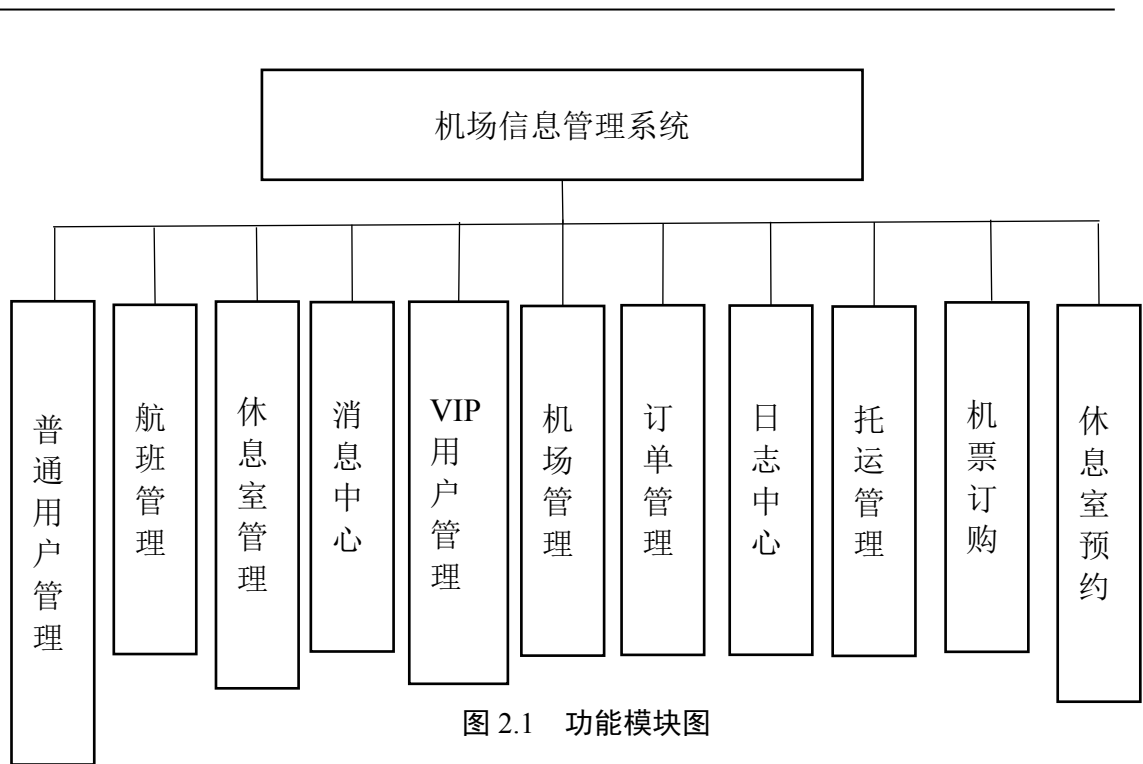 机场信息管理系统
普通用户管理
航班管理
休息室管理
消息中心
VIP用户管理
机场管理
订单管理
日志中心
托运管理
机票订购
休息室预约
图 2.1 功能模块图